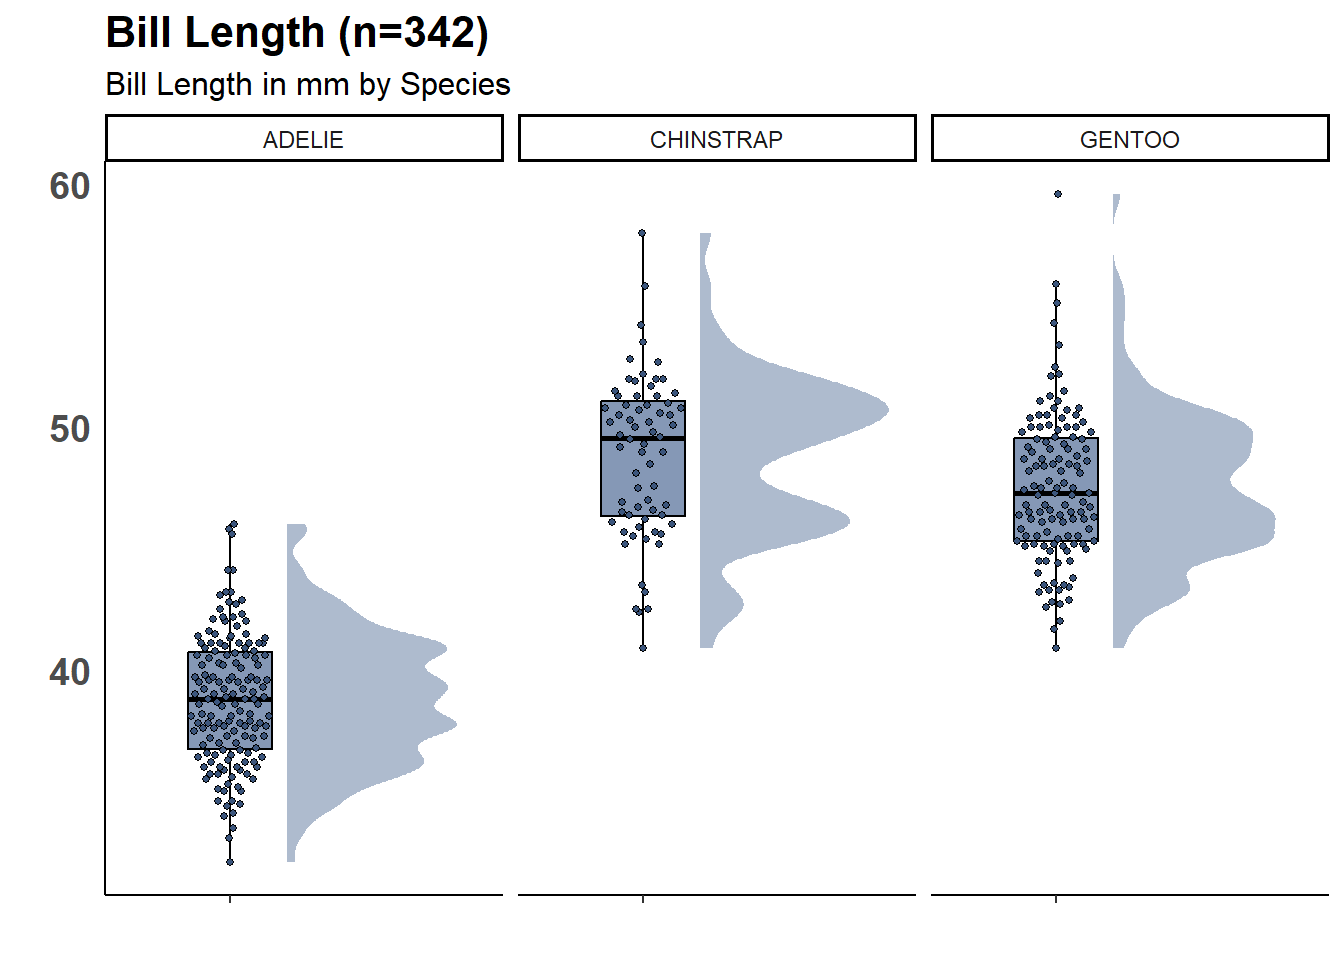 Bill Length (n=342)
Bill Length in mm by Species
ADELIE CHINSTRAP GENTOO
60
50
40